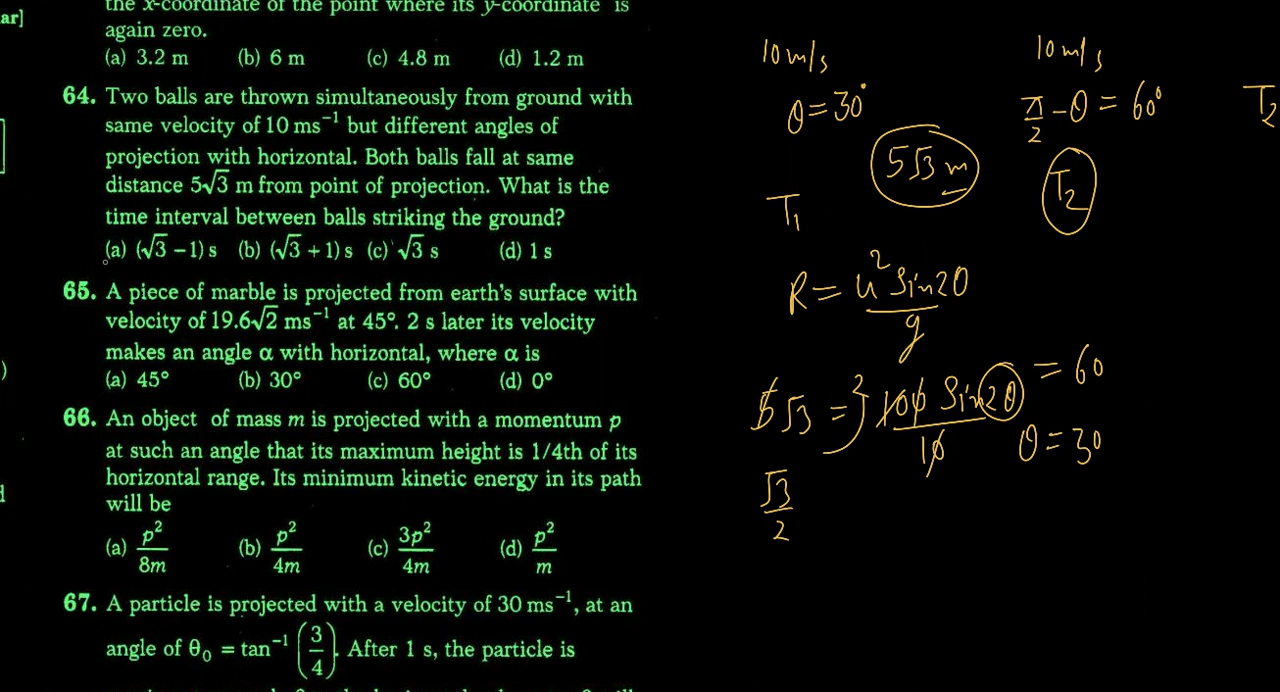 the x-coordinate of the point where its y-coordinate is
ar]
again zero.
(a) 3.2 m (b) 6 m (c) 4.8 m (d) 1.2 m
64. Two balls are thrown simultaneously from ground with
same velocity of 10 ms⁻¹ but different angles of
projection with horizontal. Both balls fall at same
distance 5√3 m from point of projection. What is the
time interval between balls striking the ground?
(a) (√3 − 1) s (b) (√3 + 1) s (c) √3 s (d) 1 s
65. A piece of marble is projected from earth's surface with
velocity of 19.6√2 ms⁻¹ at 45°. 2 s later its velocity
makes an angle α with horizontal, where α is
(a) 45° (b) 30° (c) 60° (d) 0°
66. An object of mass m is projected with a momentum p
at such an angle that its maximum height is 1/4th of its
horizontal range. Its minimum kinetic energy in its path
will be
(a) p²/8m (b) p²/4m (c) 3p²/4m (d) p²/m
67. A particle is projected with a velocity of 30 ms⁻¹, at an
angle of θ₀ = tan⁻¹ (3/4). After 1 s, the particle is
10 m/s 10 m/s
θ = 30° π/2 − θ = 60° T₂
5√3 m
T₁ T₂
R = u² sin2θ/g
5√3 = 100 Sin2θ/10 = 60
θ = 30
√3/2